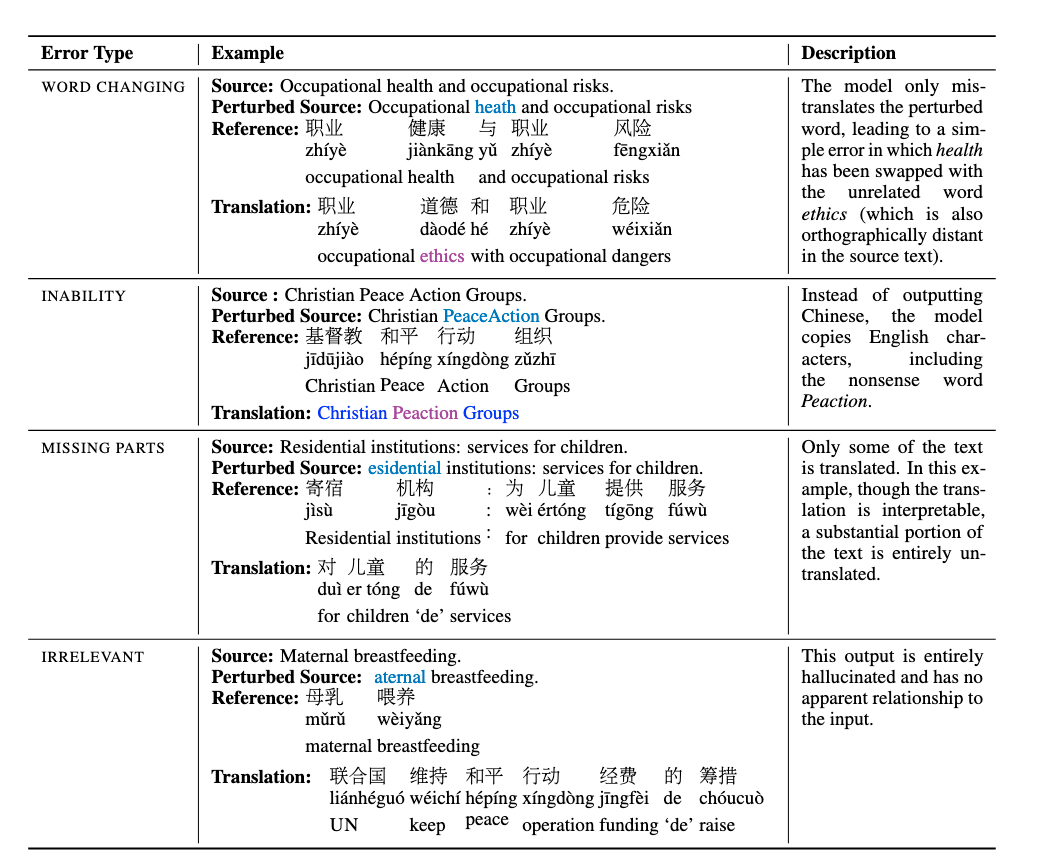 Error Type Example Description
WORD CHANGING
Source: Occupational health and occupational risks.
Perturbed Source: Occupational heath and occupational risks
Reference: 职业 健康 与 职业 风险
zhíyè jiànkāng yǔ zhíyè fēngxiǎn
occupational health and occupational risks
Translation: 职业 道德 和 职业 危险
zhíyè dàodé hé zhíyè wéixiǎn
occupational ethics with occupational dangers
The model only mis-
translates the perturbed
word, leading to a sim-
ple error in which health
has been swapped with
the unrelated word
ethics (which is also
orthographically distant
in the source text).
INABILITY
Source : Christian Peace Action Groups.
Perturbed Source: Christian PeaceAction Groups.
Reference: 基督教 和平 行动 组织
jīdūjiào hépíng xíngdòng zǔzhī
Christian Peace Action Groups
Translation: Christian Peaction Groups
Instead of outputting
Chinese, the model
copies English char-
acters, including
the nonsense word
Peaction.
MISSING PARTS
Source: Residential institutions: services for children.
Perturbed Source: esidential institutions: services for children.
Reference: 寄宿 机构 : 为 儿童 提供 服务
jìsù jīgòu : wèi értóng tígōng fúwù
Residential institutions : for children provide services
Translation: 对 儿童 的 服务
duì er tóng de fúwù
for children ‘de’ services
Only some of the text
is translated. In this ex-
ample, though the trans-
lation is interpretable,
a substantial portion of
the text is entirely un-
translated.
IRRELEVANT
Source: Maternal breastfeeding.
Perturbed Source: aternal breastfeeding.
Reference: 母乳 喂养
mǔrǔ wèiyǎng
maternal breastfeeding
Translation: 联合国 维持 和平 行动 经费 的 筹措
liánhéguó wéichí hépíng xíngdòng jīngfèi de chóucuò
UN keep peace operation funding ‘de’ raise
This output is entirely
hallucinated and has no
apparent relationship to
the input.